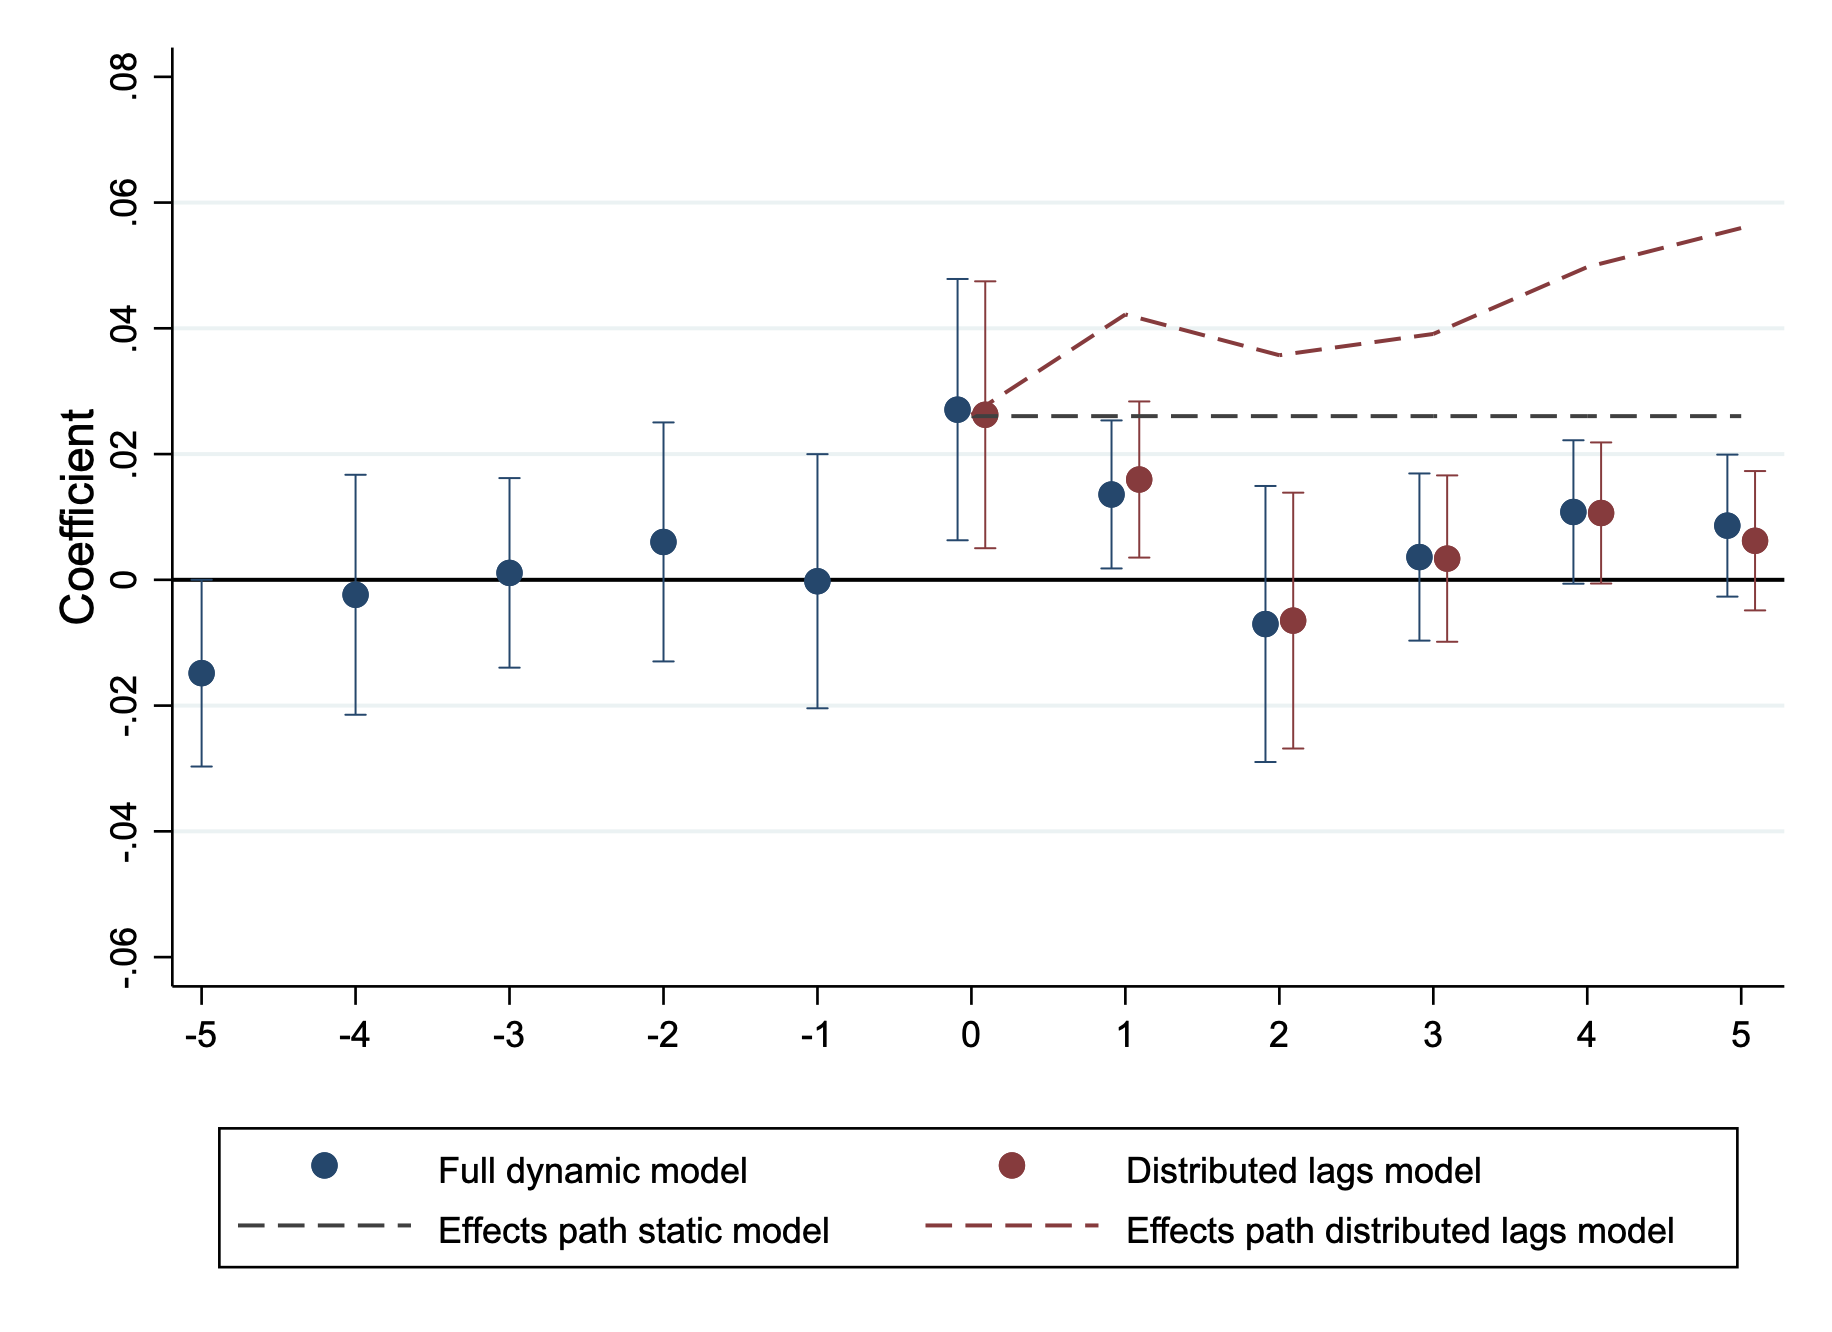 .08
.06
.04
.02
0
-.02
-.04
-.06
Coefficient
-5 -4 -3 -2 -1 0 1 2 3 4 5
Full dynamic model Distributed lags model
Effects path static model Effects path distributed lags model